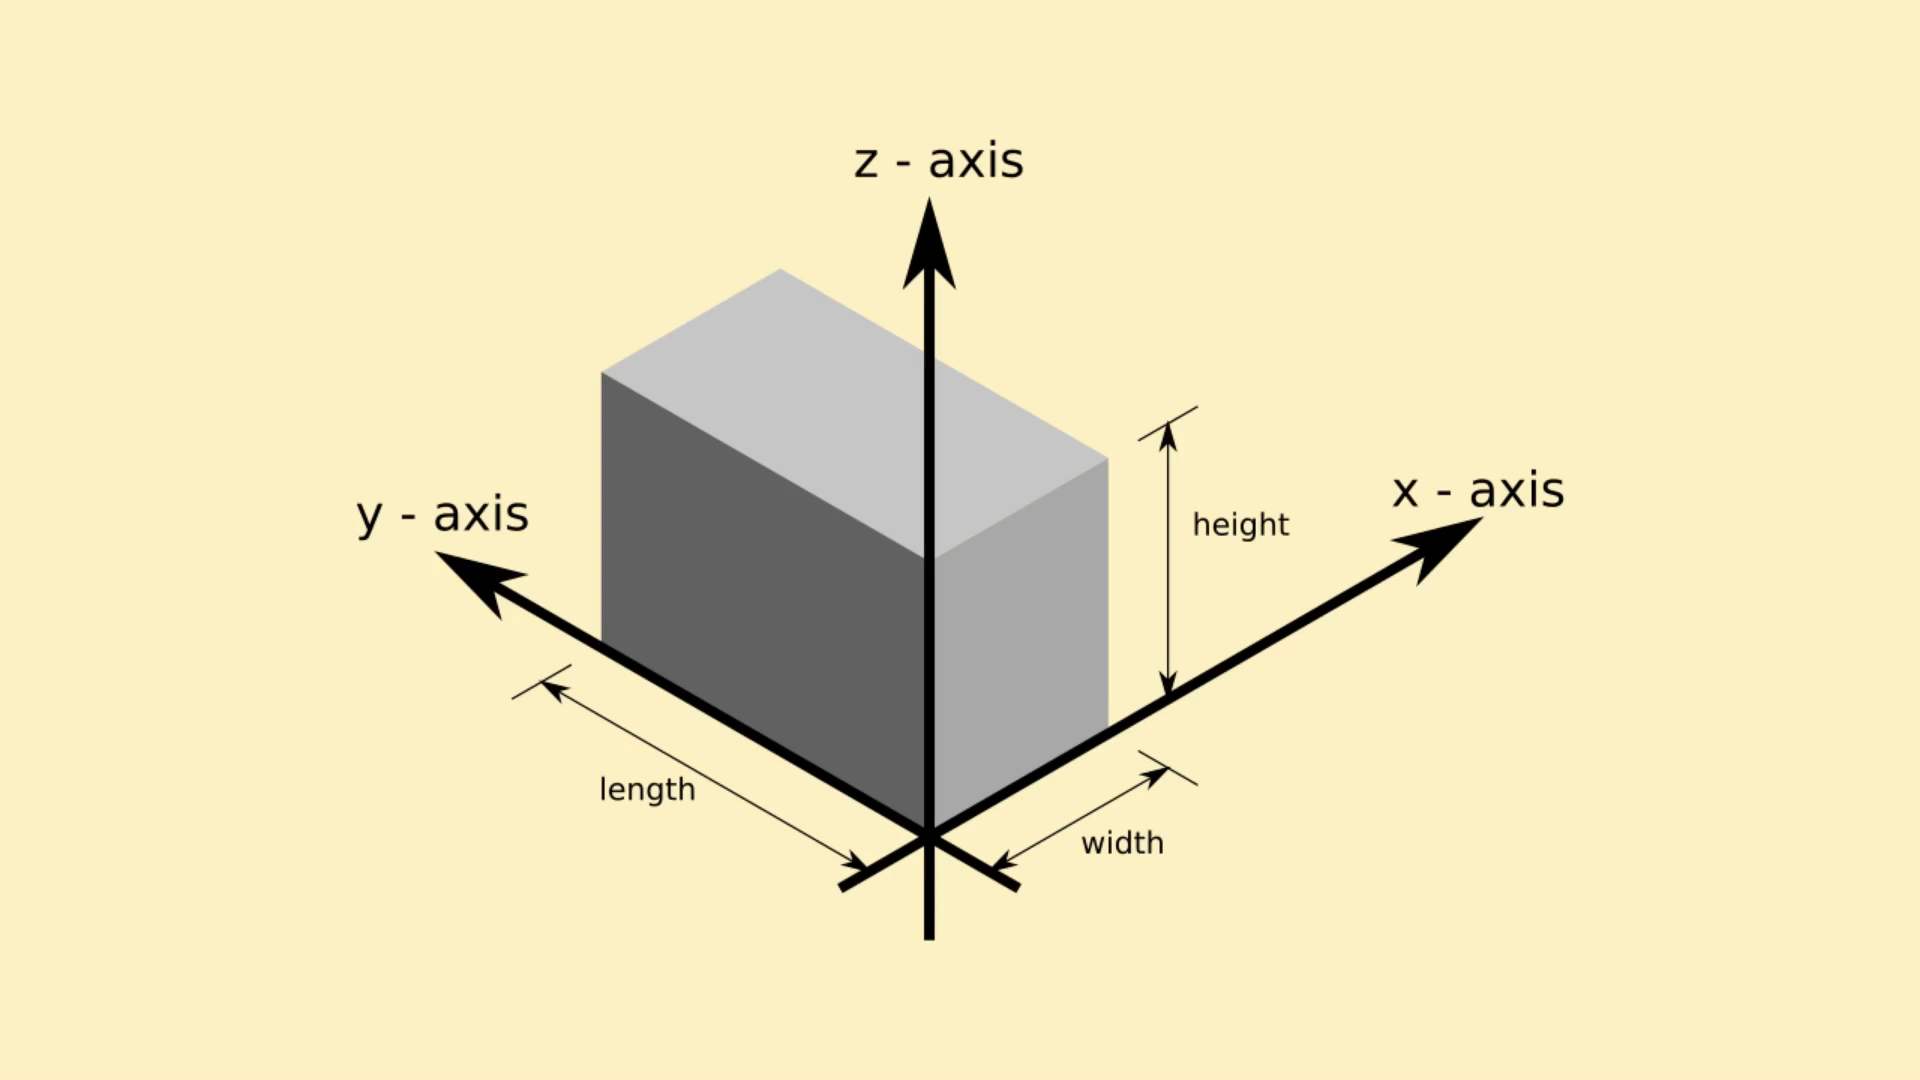 z - axis
y - axis
x - axis
height
length
width